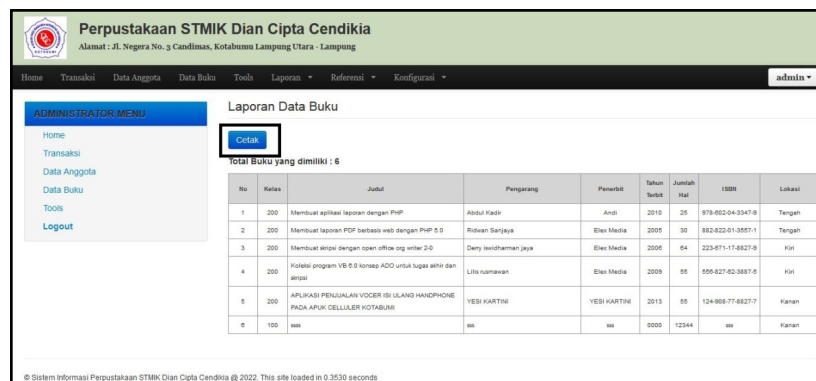 Perpustakaan STMIK Dian Cipta Cendikia
Alamat : Jl. Negera No. 3 Candimas, Kotabumu Lampung Utara - Lampung
Home Transaksi Data Anggota Data Buku Tools Laporan Referensi Konfigurasi admin
ADMINISTRATOR MENU
Home
Transaksi
Data Anggota
Data Buku
Tools
Logout
Laporan Data Buku
Cetak
Total Buku yang dimiliki : 6
No Kelas Judul Pengarang Penerbit Tahun Terbit Jumlah Hal ISBN Lokasi
1 200 Membuat aplikasi laporan dengan PHP Abdul Kadir Andi 2010 25 978-602-04-3347-9 Tengah
2 200 Membuat laporan PDF berbasis web dengan PHP 5.0 Ridwan Sanjaya Elex Media 2005 30 882-822-01-3557-1 Tengah
3 200 Membuat skripsi dengan open office org writer 2-0 Derry iswidharman jaya Elex Media 2006 64 223-671-17-8827-9 Kiri
4 200 Koleksi program VB 6.0 konsep ADO untuk tugas akhir dan skripsi Lilis rusmawan Elex Media 2009 55 556-827-62-3887-5 Kiri
5 200 APLIKASI PENJUALAN VOCER ISI ULANG HANDPHONE PADA APUK CELLULER KOTABUMI YESI KARTINI YESI KARTINI 2013 55 124-908-77-8827-7 Kanan
6 100 ssss sss sss 0000 12344 sss Kanan
© Sistem Informasi Perpustakaan STMIK Dian Cipta Cendikia @ 2022. This site loaded in 0.3530 seconds